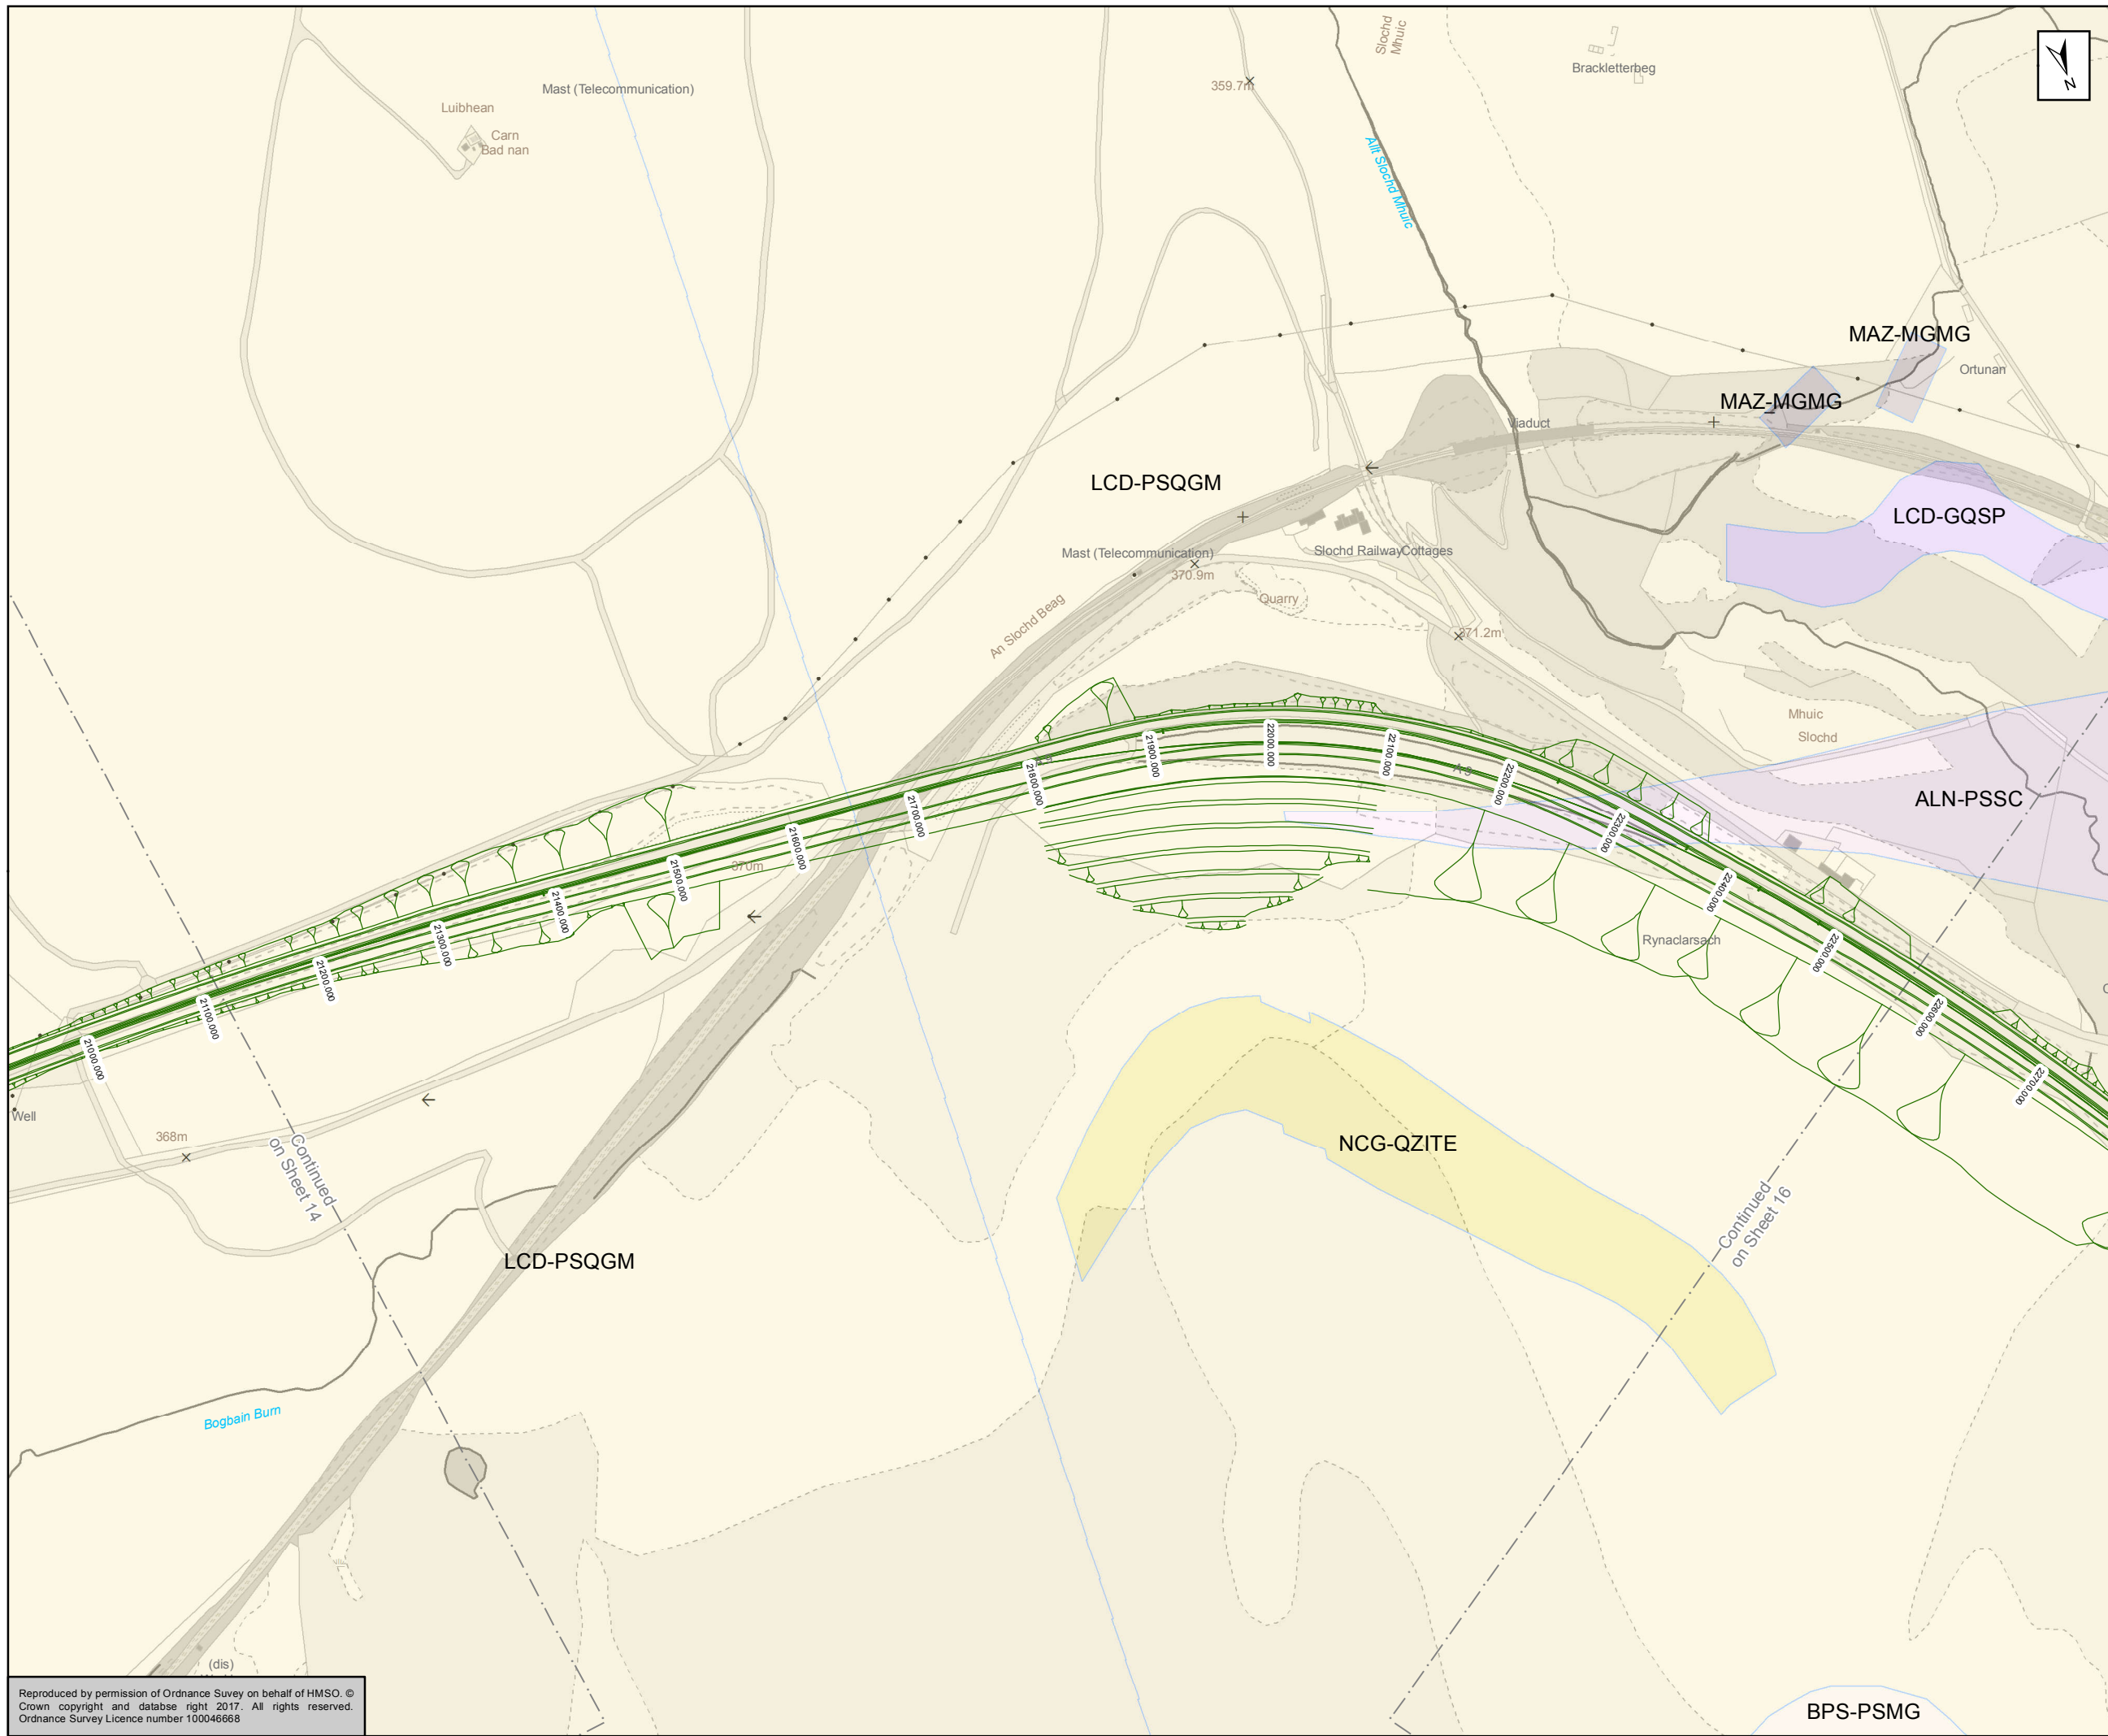 Slochd
Mhuic
Mast (Telecommunication)
359.7m
Brackletterbeg
N
Luibhean
Carn
Bad nan
Allt Slochd Mhuic
MAZ-MGMG
Ortunan
MAZ-MGMG
Viaduct
LCD-PSQGM
LCD-GQSP
Mast (Telecommunication)
Slochd Railway Cottages
370.9m
Quarry
An Slochd Beag
371.2m
Mhuic
Slochd
ALN-PSSC
A 9
21900.000
22000.000
22100.000
22200.000
21800.000
21700.000
22300.000
21600.000
370m
21500.000
22400.000
21400.000
21300.000
Rynaclarsach
22500.000
21200.000
21100.000
22600.000
21000.000
22700.000
Well
368m
Continued
on Sheet 14
NCG-QZITE
Continued
on Sheet 16
LCD-PSQGM
Bogbain Burn
(dis)
Reproduced by permission of Ordnance Suvey on behalf of HMSO. ©
Crown copyright and databse right 2017. All rights reserved.
Ordnance Survey Licence number 100046668
BPS-PSMG